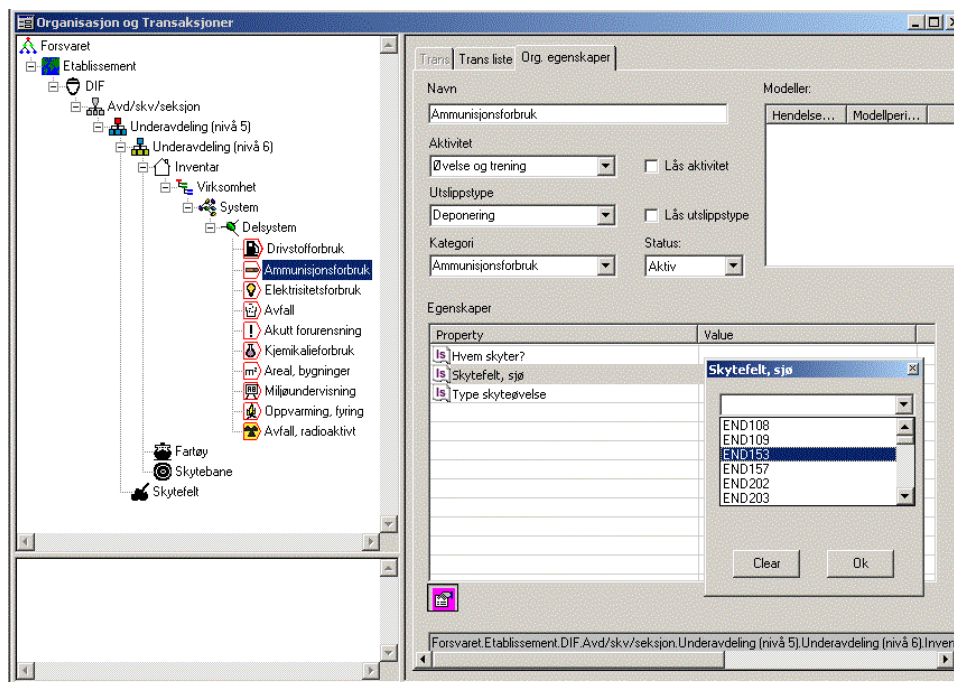 Organisasjon og Transaksjoner
Forsvaret
Etablissement
DIF
Avd/skv/seksjon
Underavdeling (nivå 5)
Underavdeling (nivå 6)
Inventar
Virksomhet
System
Delsystem
Drivstofforbruk
Ammunisjonsforbruk
Elektrisitetsforbruk
Avfall
Akutt forurensning
Kjemikalieforbruk
m² Areal, bygninger
Miljøundervisning
Oppvarming, fyring
Avfall, radioaktivt
Fartøy
Skytebane
Skytefelt
Trans Trans liste Org. egenskaper
Navn
Ammunisjonsforbruk
Modeller:
Hendelse... Modellperi...
Aktivitet
Øvelse og trening
Lås aktivitet
Utslippstype
Deponering
Lås utslippstype
Kategori
Ammunisjonsforbruk
Status:
Aktiv
Egenskaper
Property Value
Is Hvem skyter?
Is Skytefelt, sjø
Is Type skyteøvelse
Skytefelt, sjø
END108
END109
END153
END157
END202
END203
Clear Ok
Forsvaret.Etablissement.DIF.Avd/skv/seksjon.Underavdeling (nivå 5).Underavdeling (nivå 6).Inven